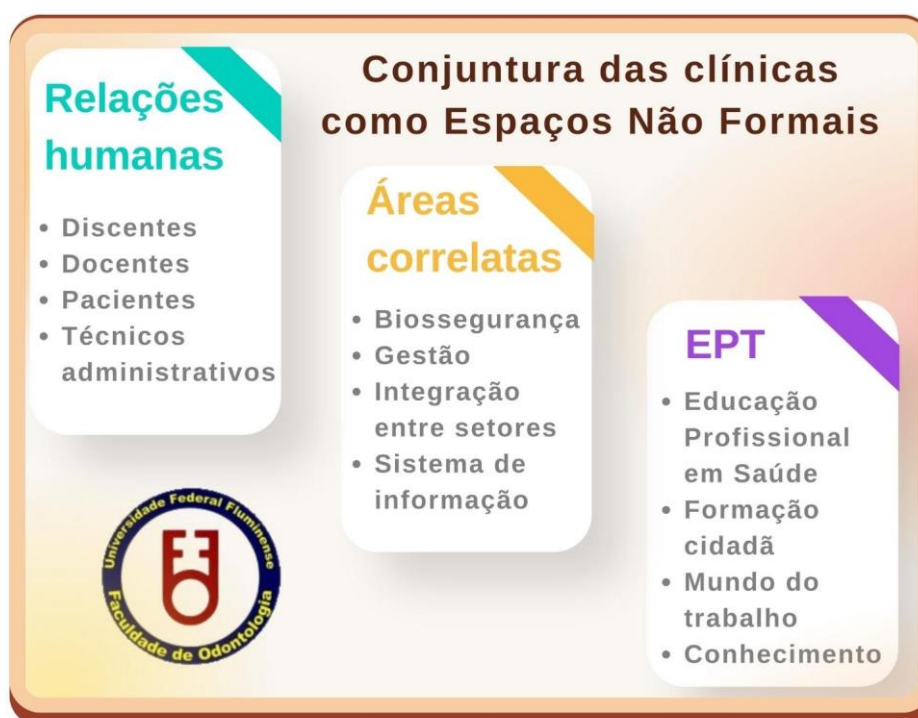 Conjuntura das clínicas
como Espaços Não Formais
Relações
humanas
• Discentes
• Docentes
• Pacientes
• Técnicos
administrativos
Áreas
correlatas
• Biossegurança
• Gestão
• Integração
entre setores
• Sistema de
informação
EPT
• Educação
Profissional
em Saúde
• Formação
cidadã
• Mundo do
trabalho
• Conhecimento
Universidade Federal Fluminense
Faculdade de Odontologia